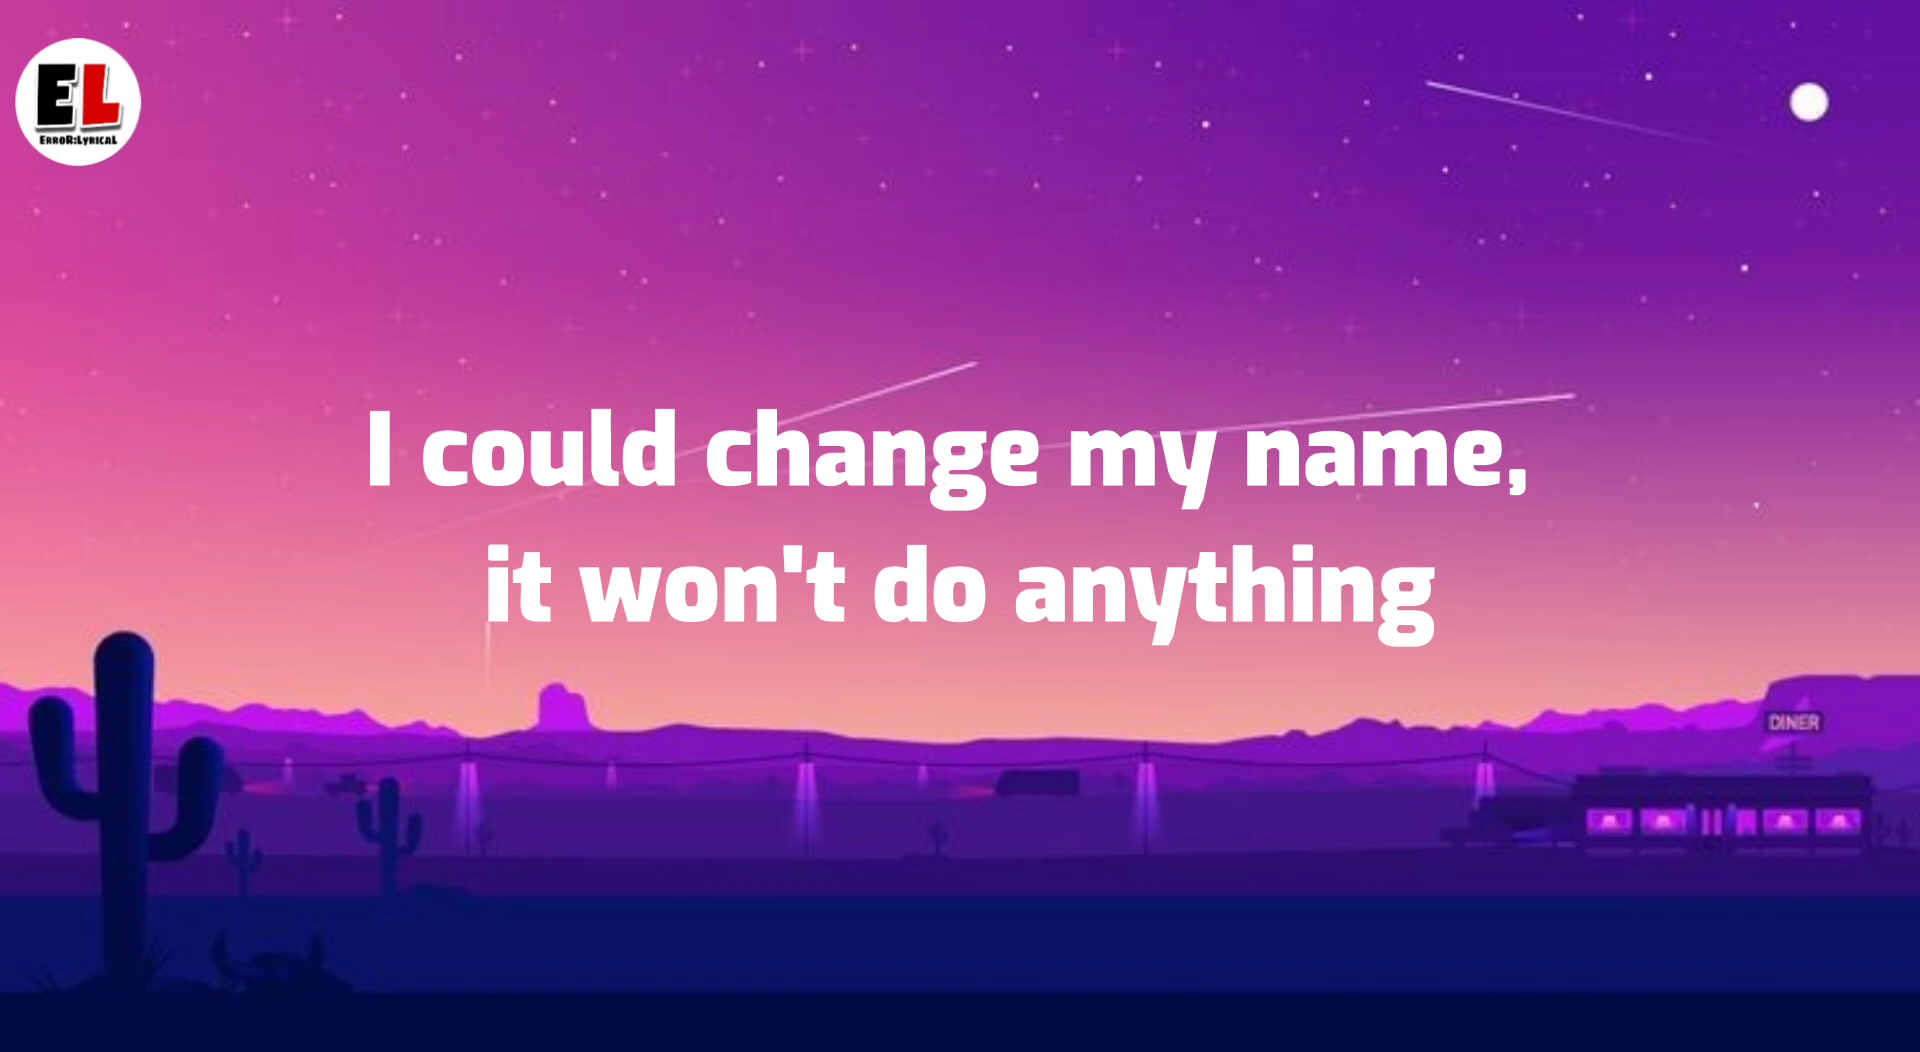 EL
ErroR:LyricaL
I could change my name,
it won't do anything
DINER